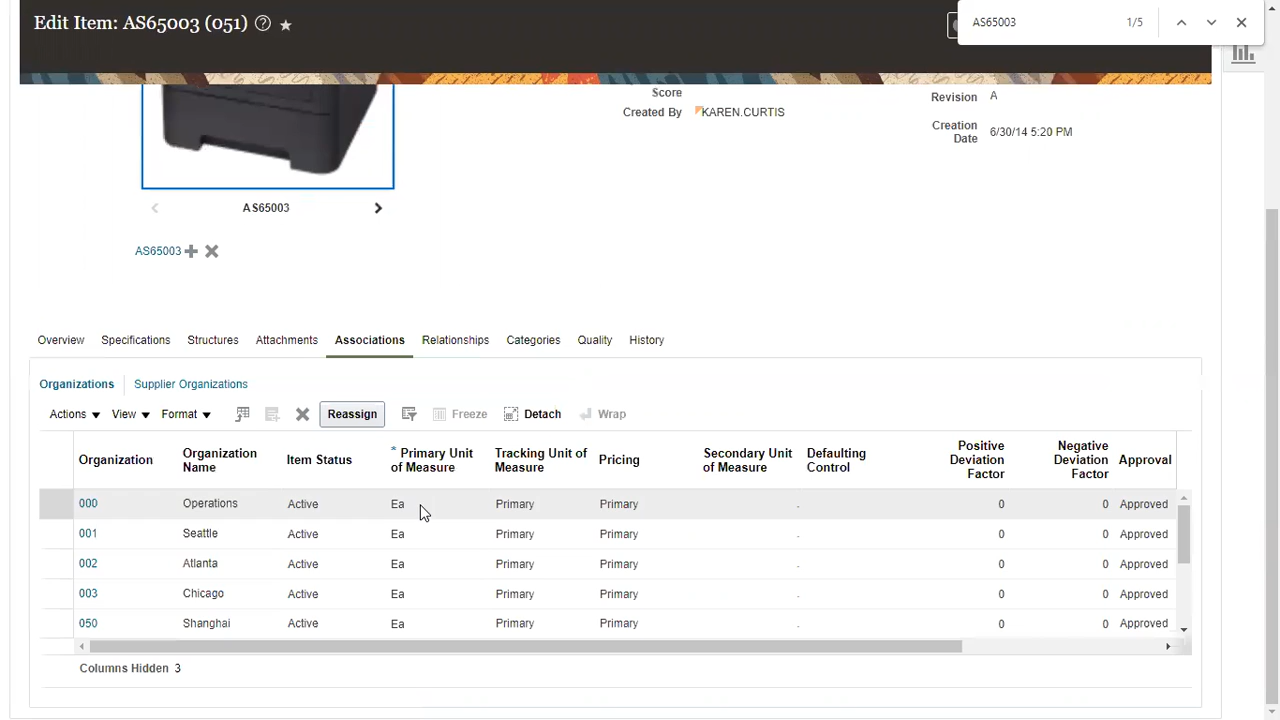 Edit Item: AS65003 (051) ?
AS65003 1/5
Score
Created By KAREN.CURTIS
Revision A
Creation Date 6/30/14 5:20 PM
AS65003
AS65003
Overview Specifications Structures Attachments Associations Relationships Categories Quality History
Organizations Supplier Organizations
Actions View Format Reassign Freeze Detach Wrap
Organization Organization Name Item Status * Primary Unit of Measure Tracking Unit of Measure Pricing Secondary Unit of Measure Defaulting Control Positive Deviation Factor Negative Deviation Factor Approval
000 Operations Active Ea Primary Primary . 0 0 Approved
001 Seattle Active Ea Primary Primary . 0 0 Approved
002 Atlanta Active Ea Primary Primary . 0 0 Approved
003 Chicago Active Ea Primary Primary . 0 0 Approved
050 Shanghai Active Ea Primary Primary . 0 0 Approved
Columns Hidden 3